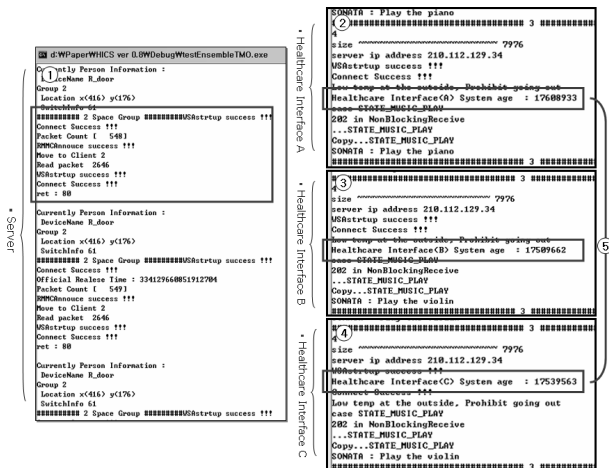 d:₩Paper₩HICS ver 0.8₩Debug₩testEnsembleTMO.exe
1
Person Information :
DeviceName R_door
Group 2
Location x(416) y(176)
SwitchInfo 61
########## 2 Space Group ##########WSAstrtup success !!!
Connect Success !!!
Packet Count [ 548]
RMMCAnnouce success !!!
Move to Client 2
Read packet 2646
WSAstrtup success !!!
Connect Success !!!
ret : 80
Currently Person Information :
DeviceName R_door
Group 2
Location x(416) y(176)
SwitchInfo 61
########## 2 Space Group ##########WSAstrtup success !!!
Connect Success !!!
Official Realese Time : 334129660851912704
Packet Count [ 549]
RMMCAnnouce success !!!
Move to Client 2
Read packet 2646
WSAstrtup success !!!
Connect Success !!!
ret : 80
Currently Person Information :
DeviceName R_door
Group 2
Location x(416) y(176)
SwitchInfo 61
########## 2 Space Group ##########WSAstrtup success !!!
• Server
• Healthcare Interface A
SONATA : Play the piano
2
3
4
size ~~~~~~~~~~~~~~~~~~~~ 7976
server ip address 210.112.129.34
WSAstrtup success !!!
Connect Success !!!
Low temp at the outside, Prohibit going out
Healthcare Interface(A) System age : 17608933
case STATE_MUSIC_PLAY
202 in NonBlockingReceive
...STATE_MUSIC_PLAY
Copy...STATE_MUSIC_PLAY
SONATA : Play the piano
################################ 3 #########
• Healthcare Interface B
3
size ~~~~~~~~~~~~~~~~~~~~ 7976
server ip address 210.112.129.34
WSAstrtup success !!!
Connect Success !!!
Low temp at the outside, Prohibit going out
Healthcare Interface(B) System age : 17509662
case STATE_MUSIC_PLAY
202 in NonBlockingReceive
...STATE_MUSIC_PLAY
Copy...STATE_MUSIC_PLAY
SONATA : Play the violin
################################ 3 #########
• Healthcare Interface C
4
size ~~~~~~~~~~~~~~~~~~~~ 7976
server ip address 210.112.129.34
WSAstrtup success !!!
Healthcare Interface(C) System age : 17539563
Connect Success !!!
Low temp at the outside, Prohibit going out
case STATE_MUSIC_PLAY
202 in NonBlockingReceive
...STATE_MUSIC_PLAY
Copy...STATE_MUSIC_PLAY
SONATA : Play the violin
################################ 3 #########
5